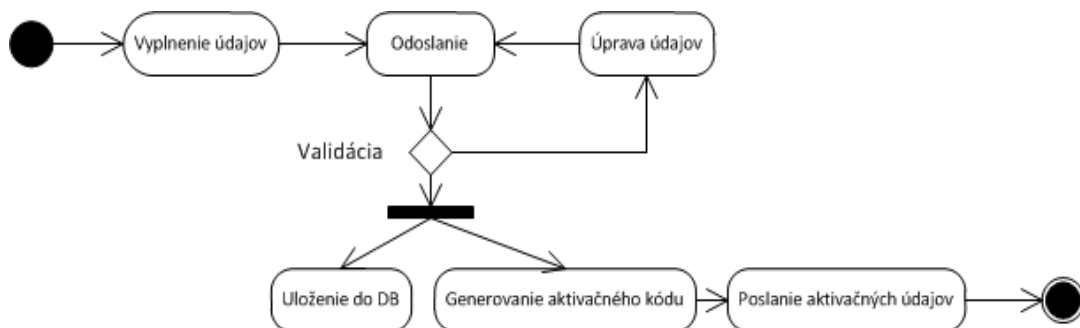 Vyplnenie údajov
Odoslanie
Úprava údajov
Validácia
Uloženie do DB
Generovanie aktivačného kódu
Poslanie aktivačných údajov